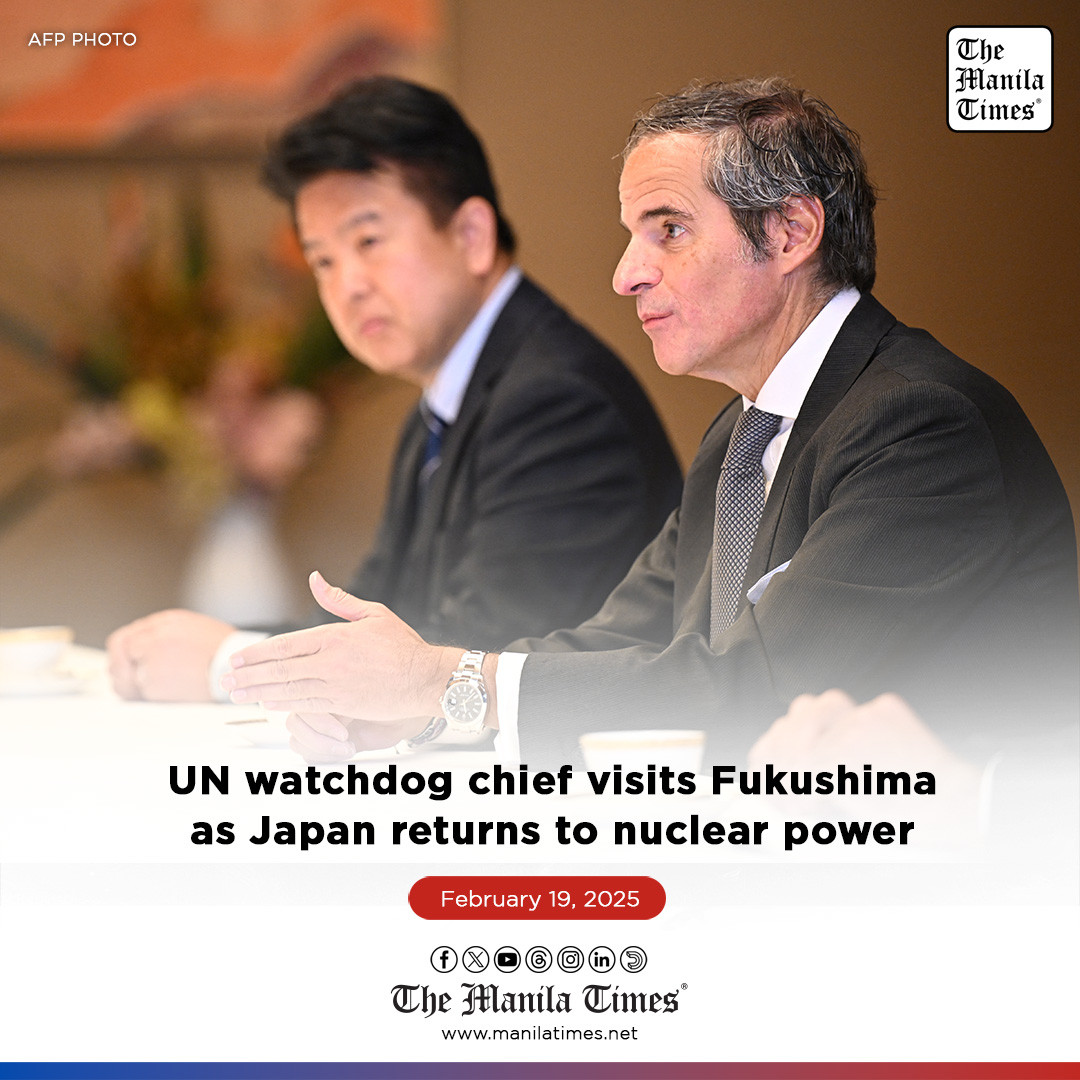 AFP PHOTO
The
Manila
Times®
UN watchdog chief visits Fukushima
as Japan returns to nuclear power
February 19, 2025
The Manila Times®
www.manilatimes.net